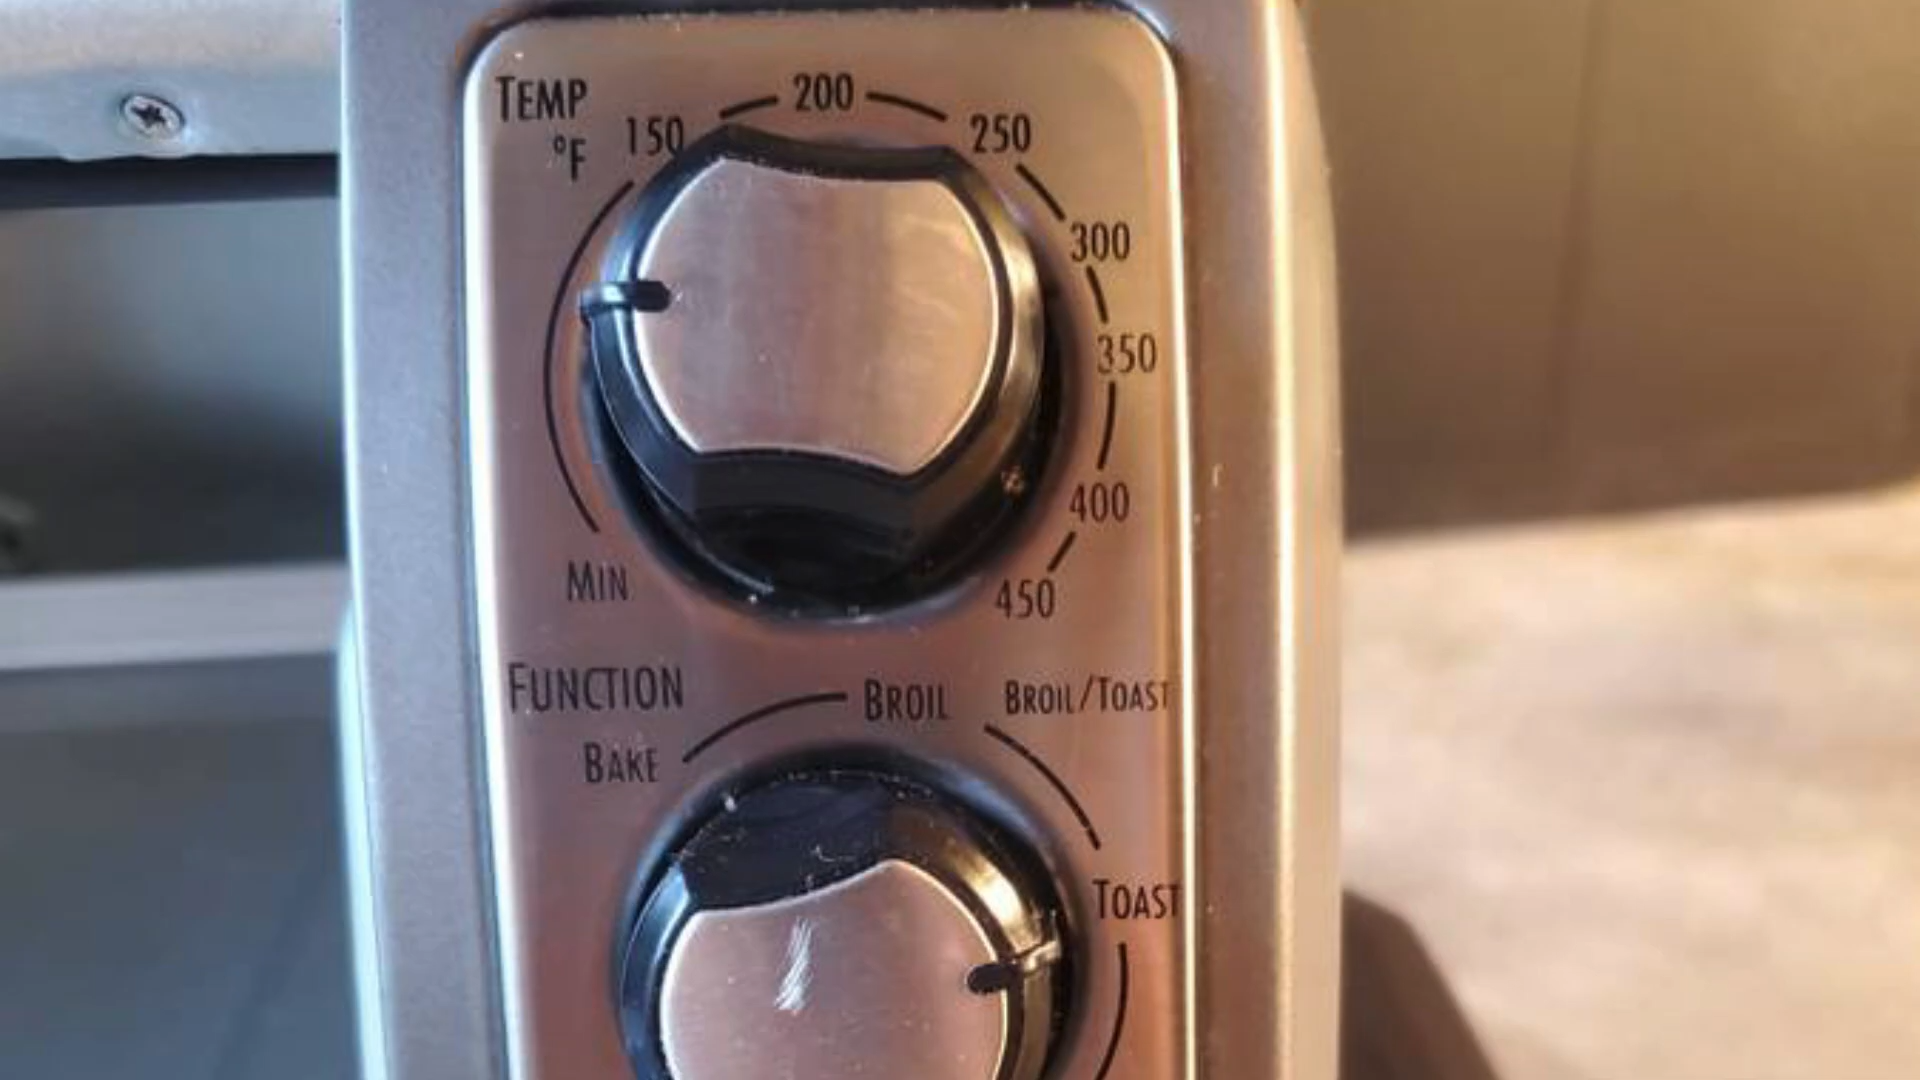 TEMP
°F
150
200
250
300
350
400
450
MIN
FUNCTION
BAKE
BROIL
BROIL/TOAST
TOAST